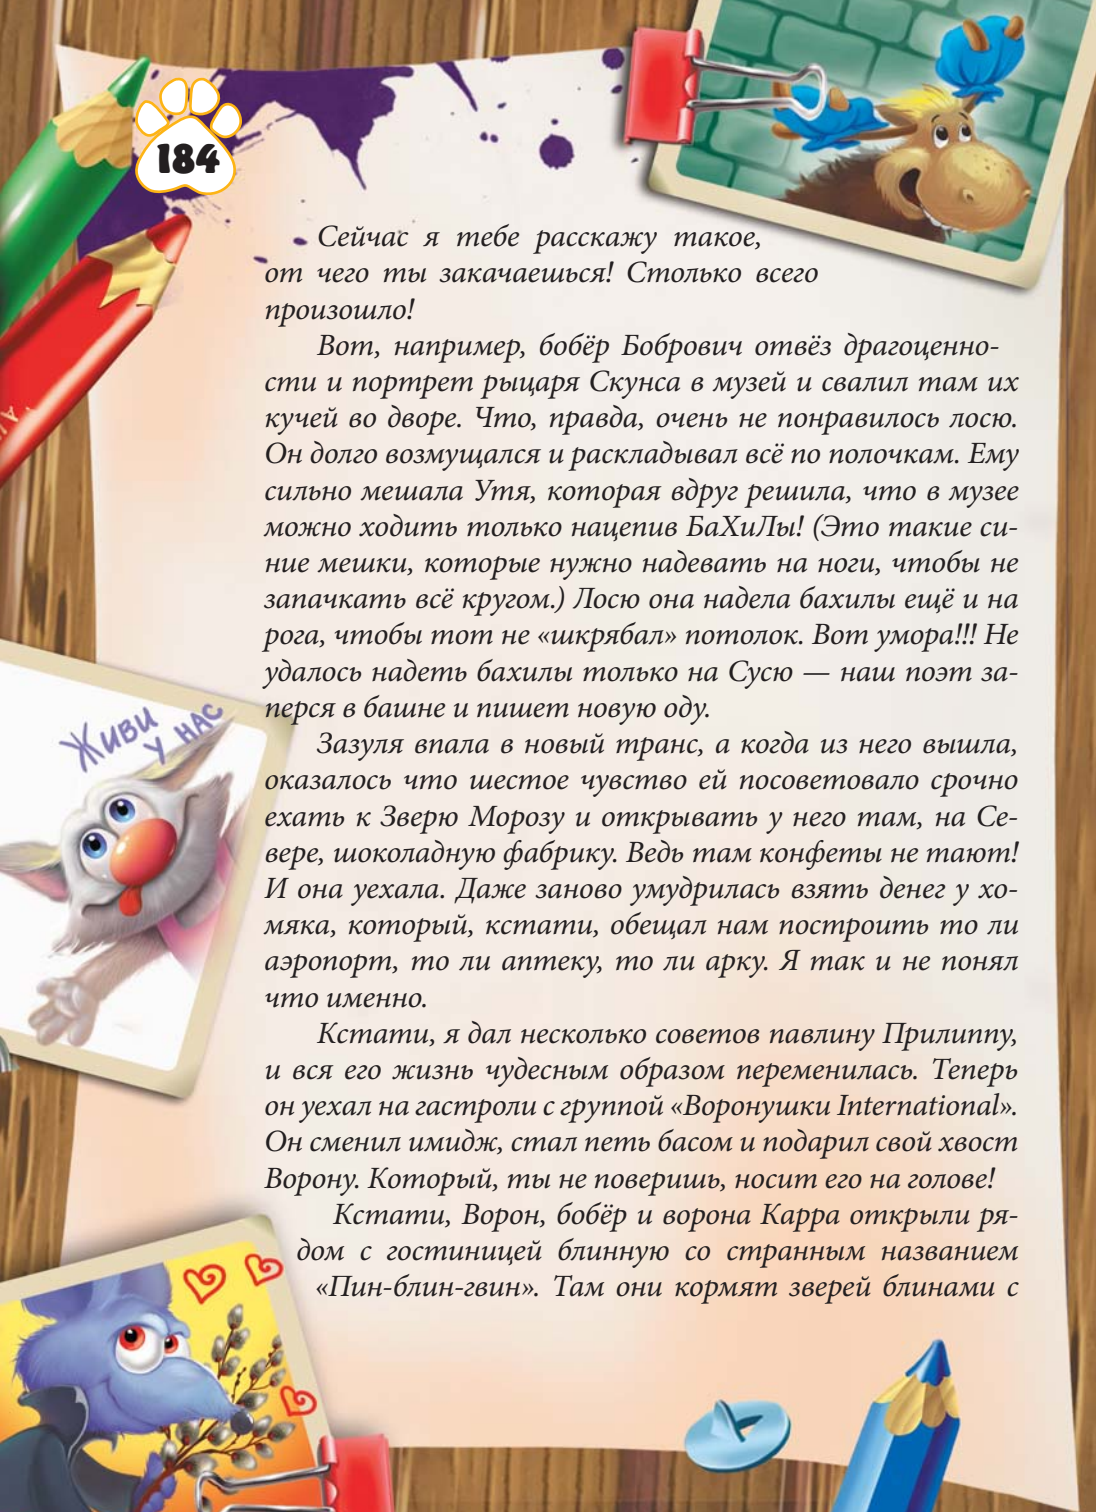 184
Сейчас я тебе расскажу такое,
от чего ты закачаешься! Столько всего
произошло!
Вот, например, бобёр Бобрович отвёз драгоценно-
сти и портрет рыцаря Скунса в музей и свалил там их
кучей во дворе. Что, правда, очень не понравилось лосю.
Он долго возмущался и раскладывал всё по полочкам. Ему
сильно мешала Утя, которая вдруг решила, что в музее
можно ходить только нацепив БаХиЛы! (Это такие си-
ние мешки, которые нужно надевать на ноги, чтобы не
запачкать всё кругом.) Лосю она надела бахилы ещё и на
рога, чтобы тот не «шкрябал» потолок. Вот умора!!! Не
удалось надеть бахилы только на Сусю — наш поэт за-
перся в башне и пишет новую оду.
Зазуля впала в новый транс, а когда из него вышла,
оказалось что шестое чувство ей посоветовало срочно
ехать к Зверю Морозу и открывать у него там, на Се-
вере, шоколадную фабрику. Ведь там конфеты не тают!
И она уехала. Даже заново умудрилась взять денег у хо-
мяка, который, кстати, обещал нам построить то ли
аэропорт, то ли аптеку, то ли арку. Я так и не понял
что именно.
Кстати, я дал несколько советов павлину Прилиппу,
и вся его жизнь чудесным образом переменилась. Теперь
он уехал на гастроли с группой «Воронушки International».
Он сменил имидж, стал петь басом и подарил свой хвост
Ворону. Который, ты не поверишь, носит его на голове!
Кстати, Ворон, бобёр и ворона Карра открыли ря-
дом с гостиницей блинную со странным названием
«Пин-блин-гвин». Там они кормят зверей блинами с
Живи
у нас